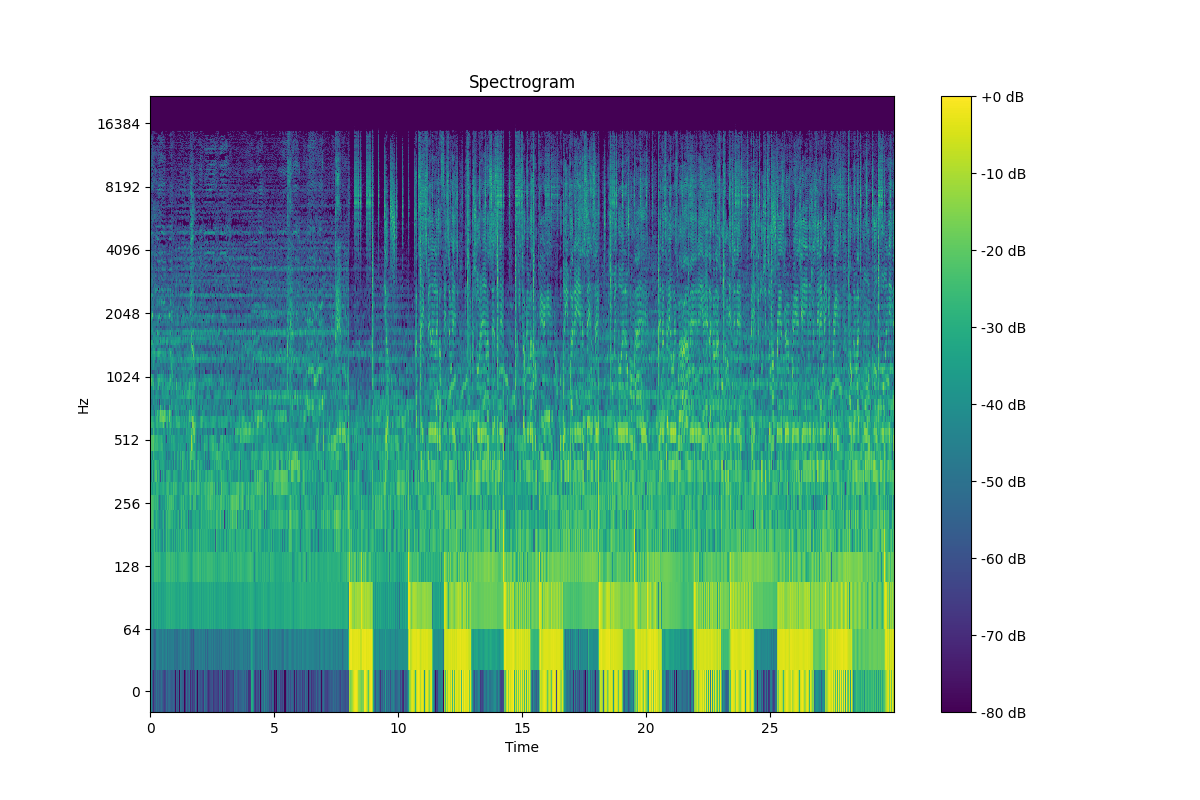 Spectrogram
+0 dB
16384
-10 dB
8192
-20 dB
4096
-30 dB
2048
1024
-40 dB
Hz
512
-50 dB
256
-60 dB
128
64
-70 dB
0
-80 dB
0 5 10 15 20 25
Time